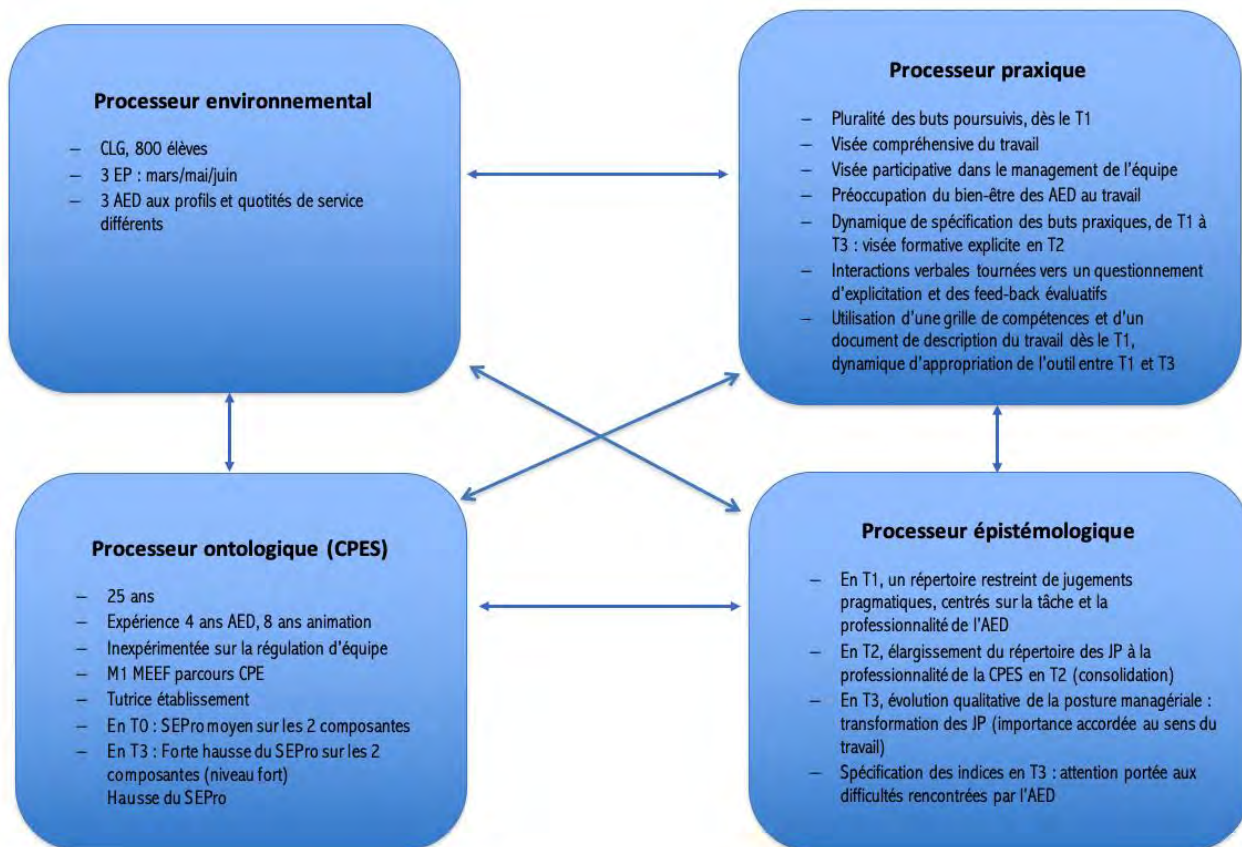 Processeur environnemental
– CLG, 800 élèves
– 3 EP : mars/mai/juin
– 3 AED aux profils et quotités de service
différents
Processeur praxique
– Pluralité des buts poursuivis, dès le T1
– Visée compréhensive du travail
– Visée participative dans le management de l'équipe
– Préoccupation du bien-être des AED au travail
– Dynamique de spécification des buts praxiques, de T1 à
T3 : visée formative explicite en T2
– Interactions verbales tournées vers un questionnement
d'explicitation et des feed-back évaluatifs
– Utilisation d'une grille de compétences et d'un
document de description du travail dès le T1,
dynamique d'appropriation de l'outil entre T1 et T3
Processeur ontologique (CPES)
– 25 ans
– Expérience 4 ans AED, 8 ans animation
– Inexpérimentée sur la régulation d'équipe
– M1 MEEF parcours CPE
– Tutrice établissement
– En T0 : SEPro moyen sur les 2 composantes
– En T3 : Forte hausse du SEPro sur les 2
composantes (niveau fort)
Hausse du SEPro
Processeur épistémologique
– En T1, un répertoire restreint de jugements
pragmatiques, centrés sur la tâche et la
professionnalité de l'AED
– En T2, élargissement du répertoire des JP à la
professionalité de la CPES en T2 (consolidation)
– En T3, évolution qualitative de la posture managériale :
transformation des JP (importance accordée au sens du
travail)
– Spécification des indices en T3 : attention portée aux
difficultés rencontrées par l'AED